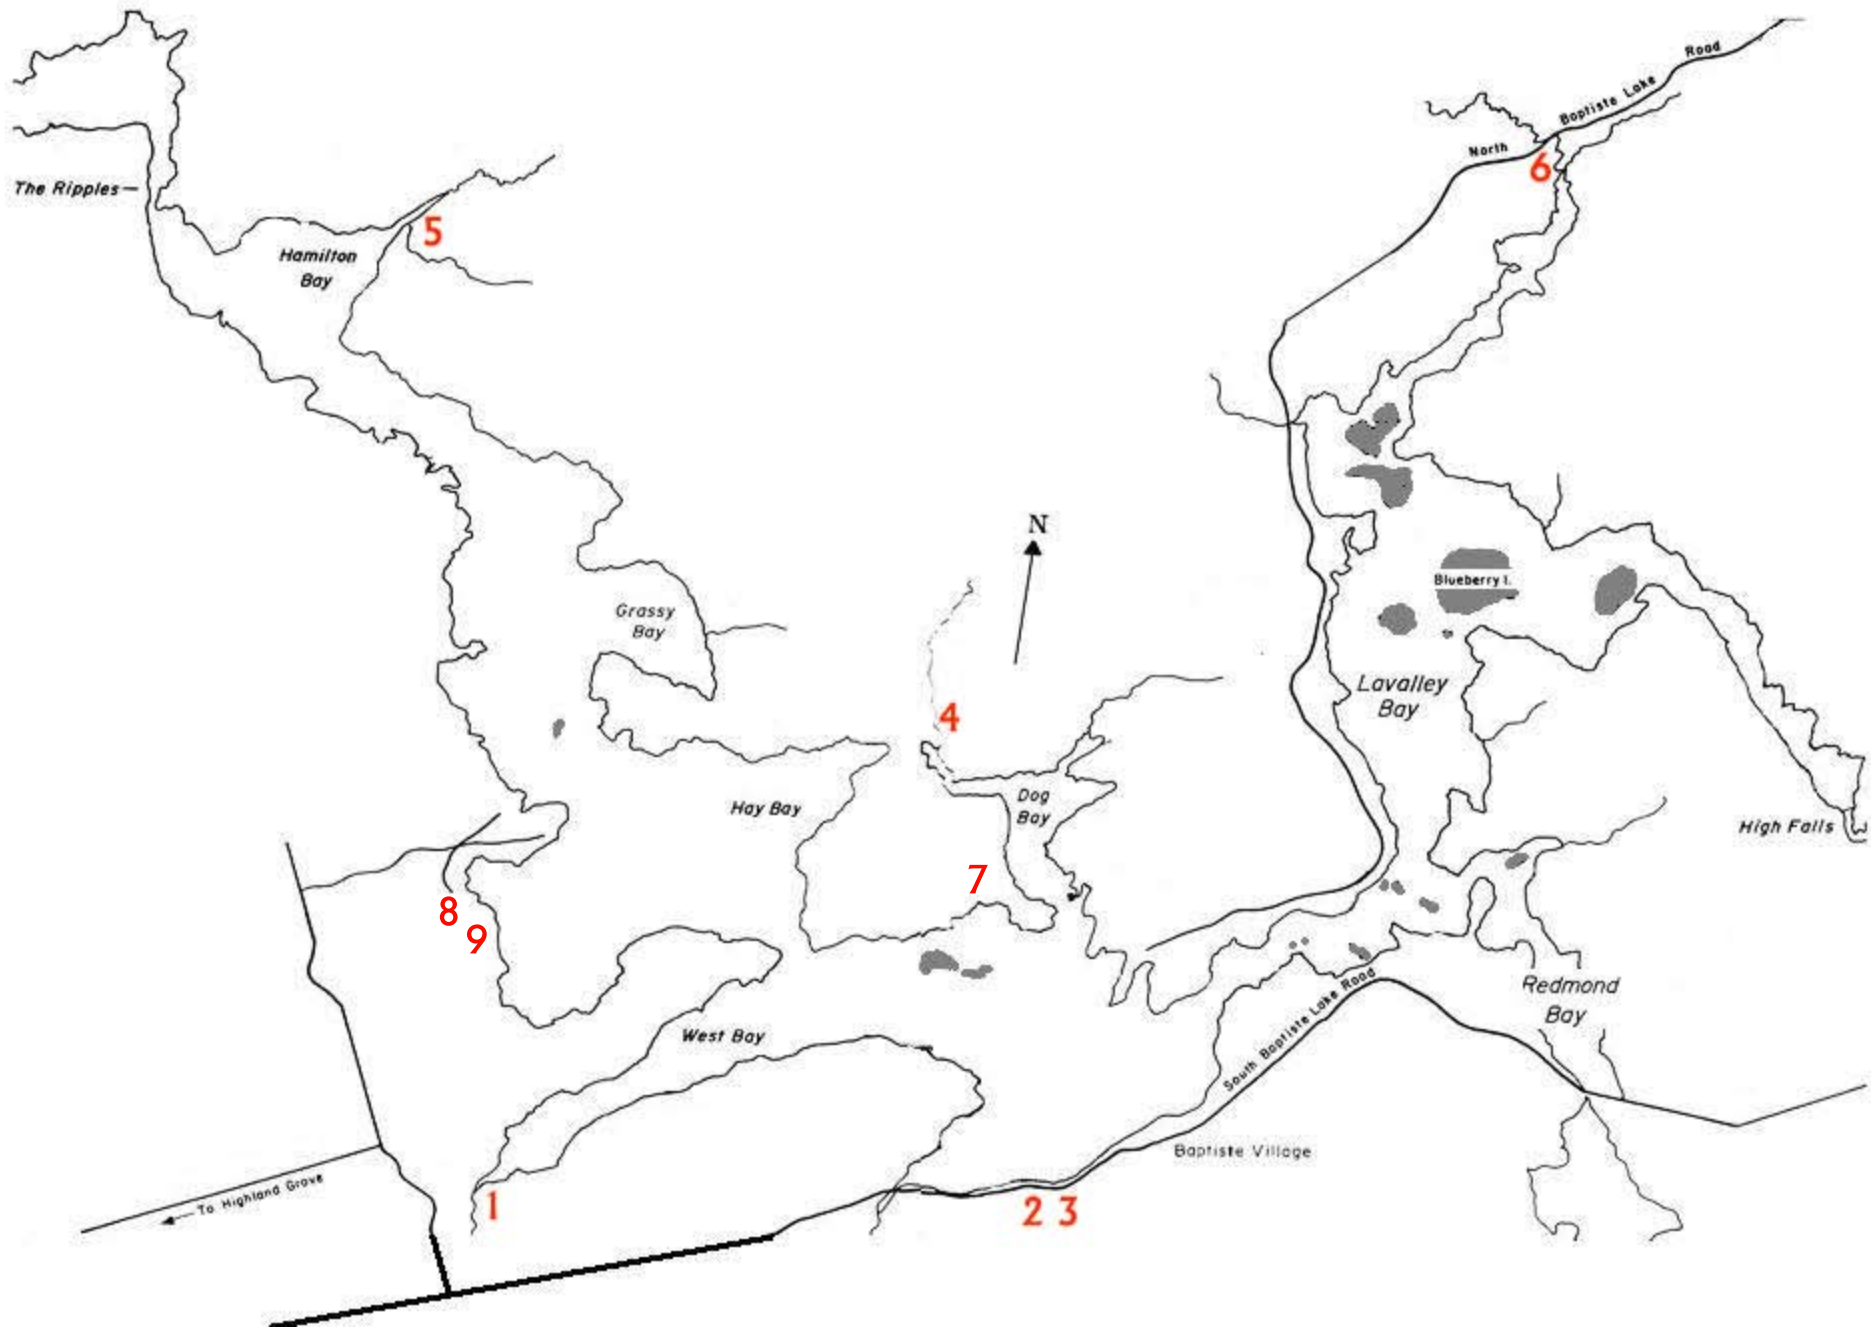 Road
Baptiste Lake
North
6
The Ripples
5
Hamilton
Bay
N
Blueberry I.
Grassy
Bay
Lavalley
Bay
4
Hay Bay
Dog
Bay
High Falls
7
8
9
Redmond
Bay
West Bay
South Baptiste Lake Road
Baptiste Village
To Highland Grove
1
2 3